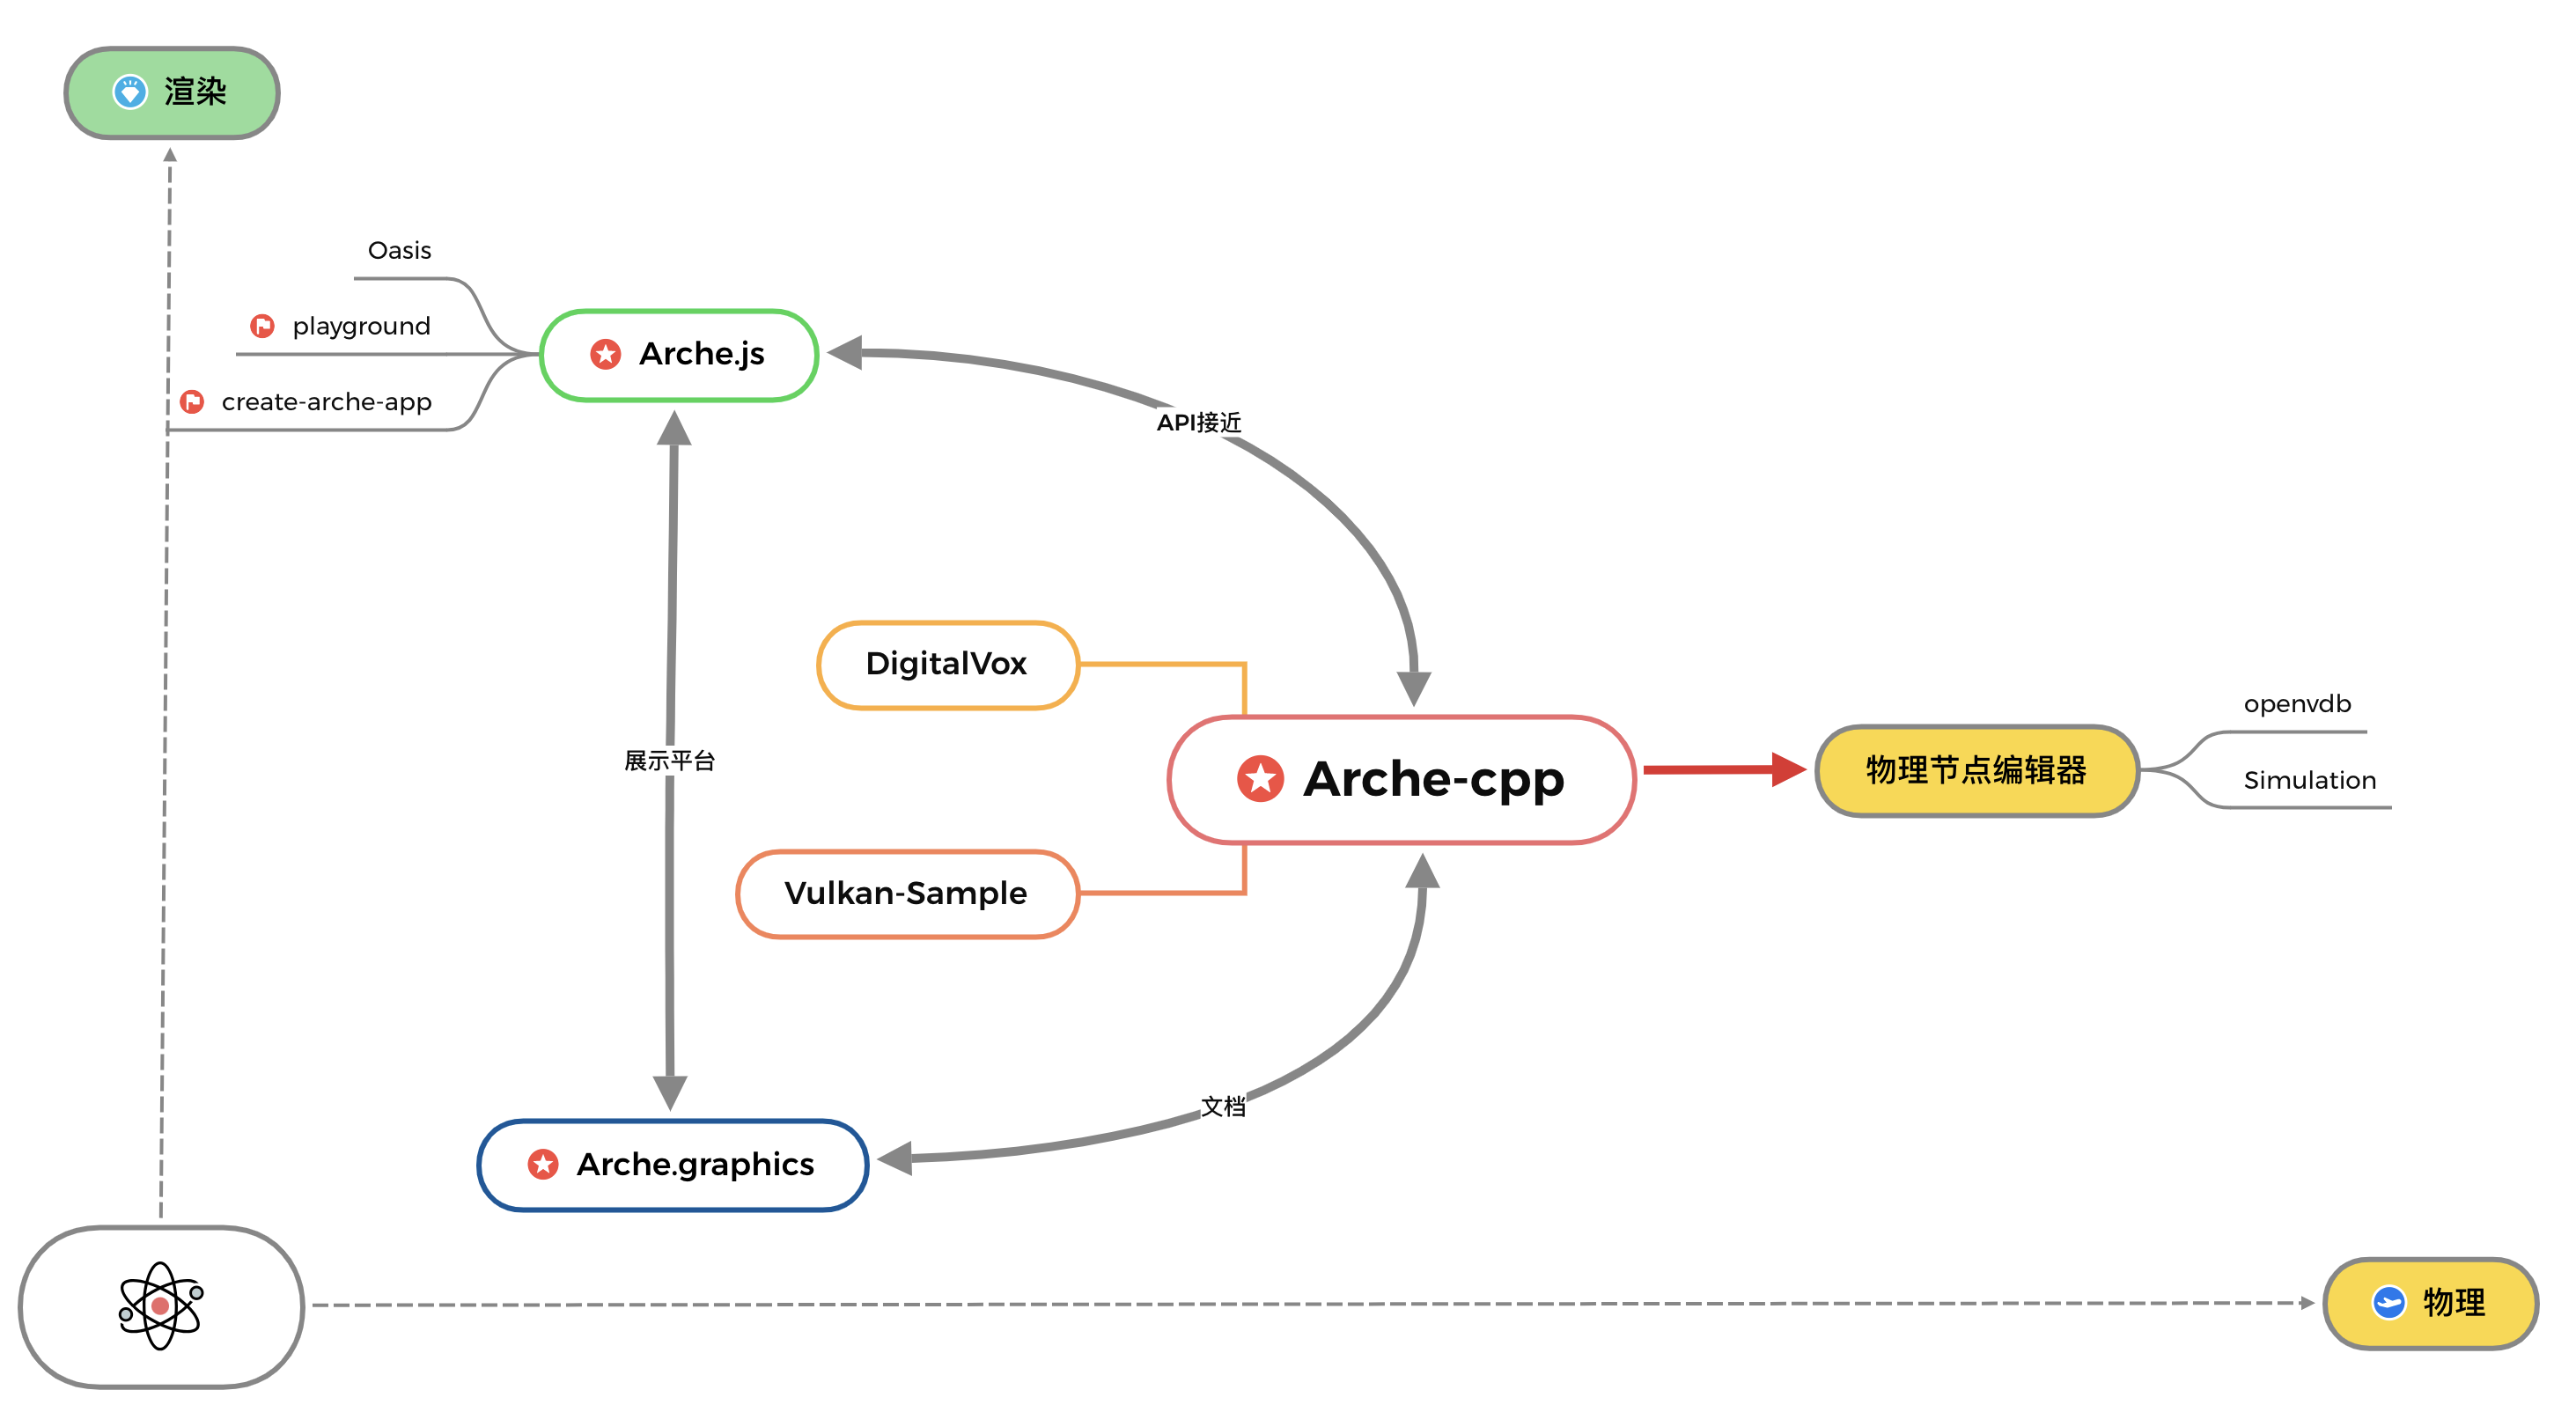 渲染
Oasis
playground
create-arche-app
Arche.js
API接近
DigitalVox
展示平台
Arche-cpp
物理节点编辑器
openvdb
Simulation
Vulkan-Sample
文档
Arche.graphics
物理